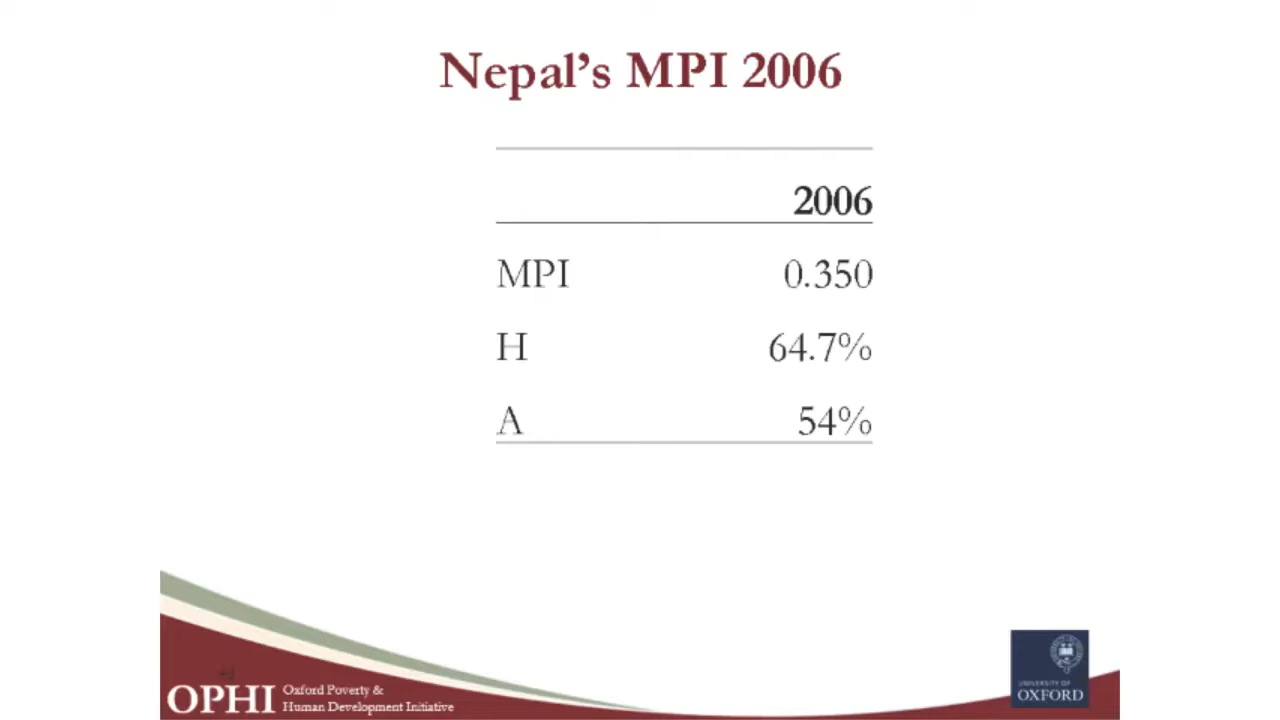 Nepal's MPI 2006
2006
MPI 0.350
H 64.7%
A 54%
OPHI
Oxford Poverty &
Human Development Initiative
UNIVERSITY OF
OXFORD